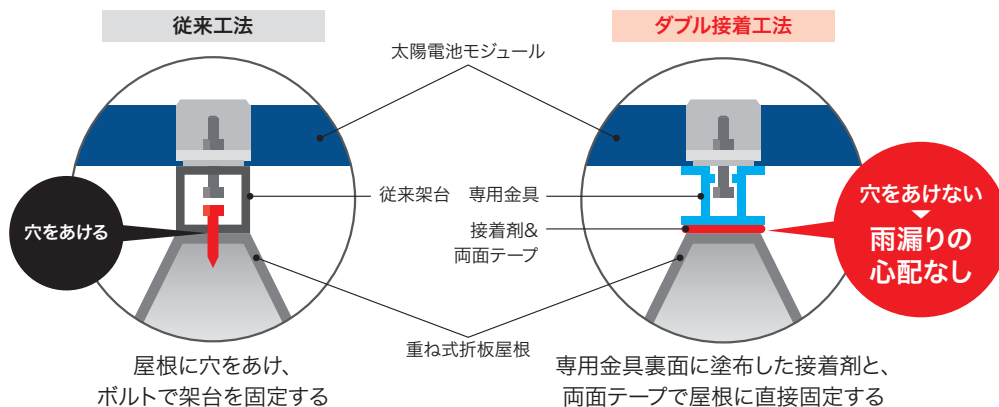 従来工法
ダブル接着工法
太陽電池モジュール
従来架台
専用金具
接着剤&
両面テープ
重ね式折板屋根
穴をあける
穴をあけない
雨漏りの
心配なし
屋根に穴をあけ、
ボルトで架台を固定する
専用金具裏面に塗布した接着剤と、
両面テープで屋根に直接固定する